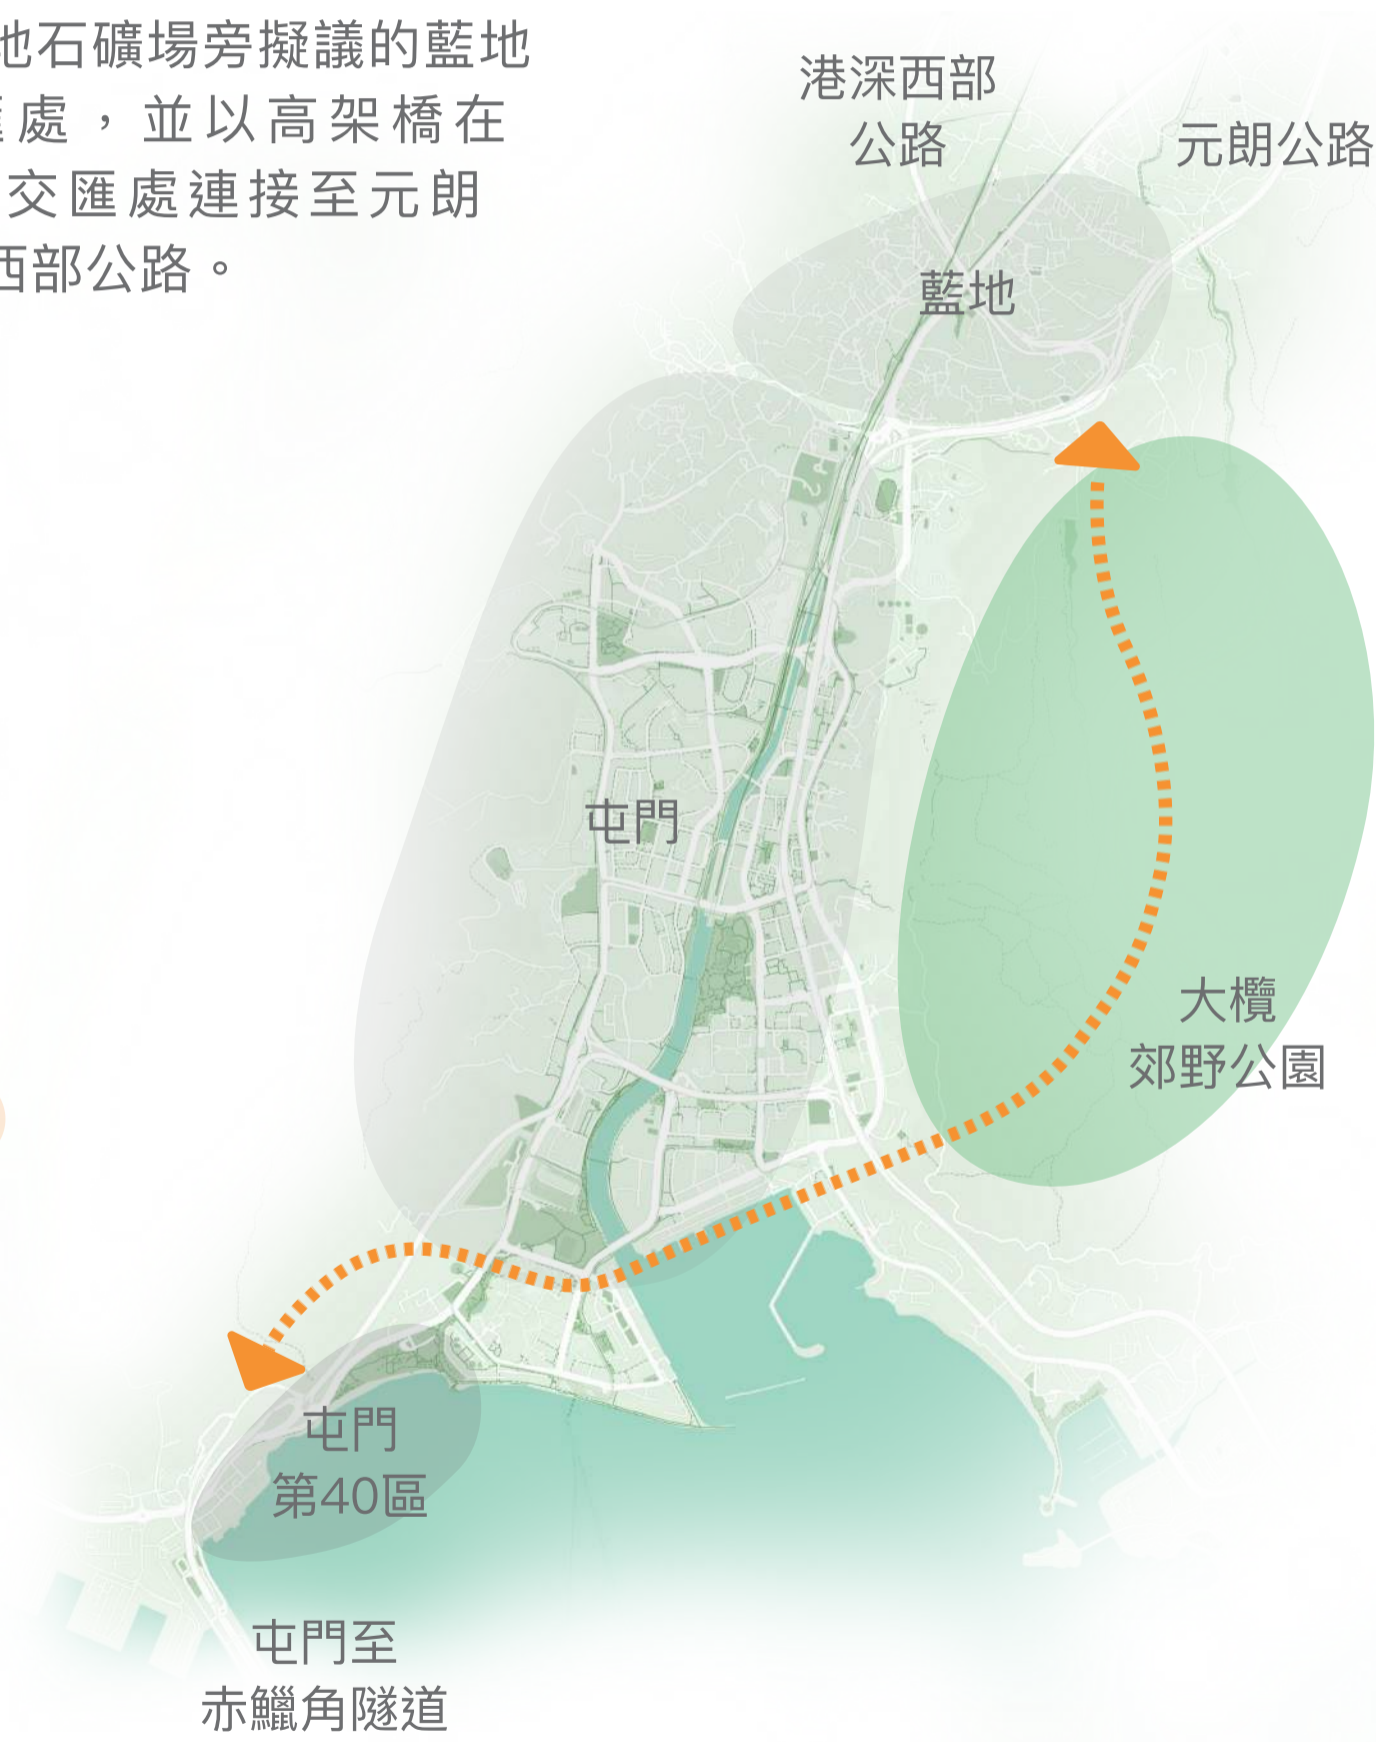 地石礦場旁擬議的藍地
處，並以高架橋在
交匯處連接至元朗
西部公路。
港深西部
公路
元朗公路
藍地
屯門
大欖
郊野公園
屯門
第40區
屯門至
赤鱲角隧道